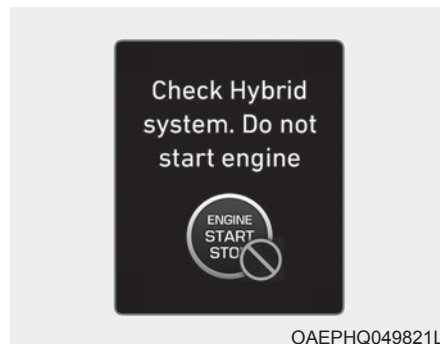 Check Hybrid
system. Do not
start engine
ENGINE
START
STO
OAEPHQ049821L